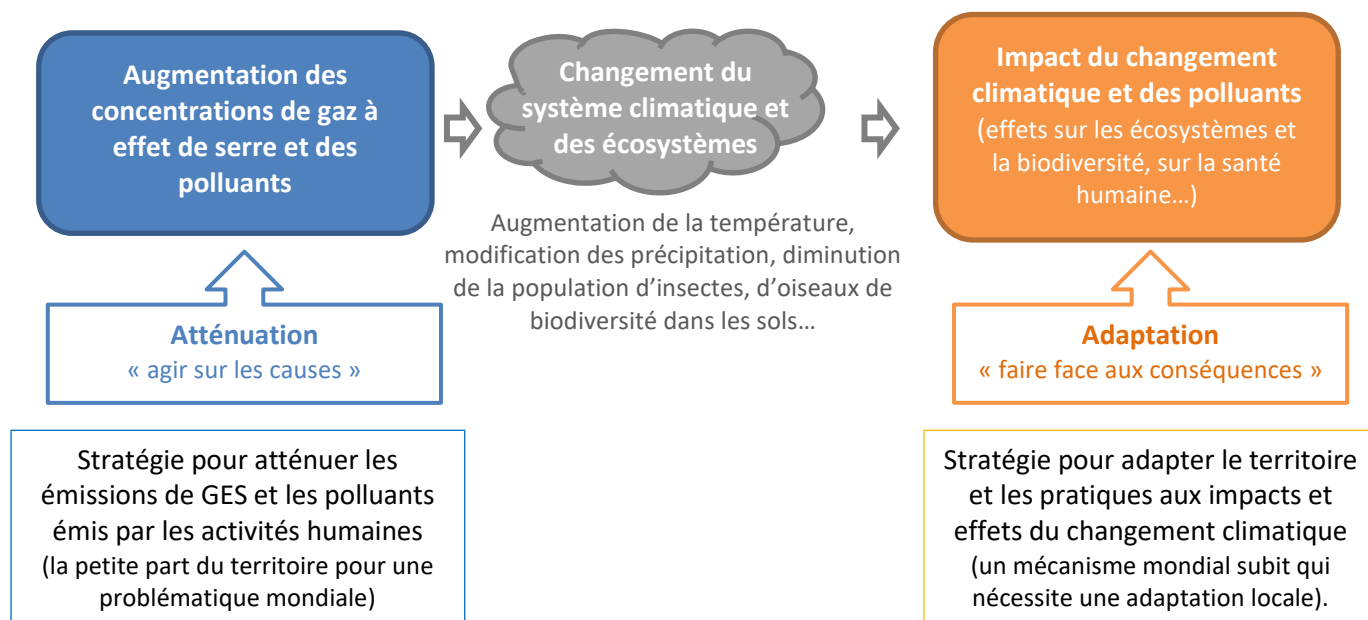 Augmentation des
concentrations de gaz à
effet de serre et des
polluants
Changement du
système climatique et
des écosystèmes
Impact du changement
climatique et des polluants
(effets sur les écosystèmes et
la biodiversité, sur la santé
humaine…)
Augmentation de la température,
modification des précipitation, diminution
de la population d’insectes, d’oiseaux de
biodiversité dans les sols…
Atténuation
« agir sur les causes »
Adaptation
« faire face aux conséquences »
Stratégie pour atténuer les
émissions de GES et les polluants
émis par les activités humaines
(la petite part du territoire pour une
problématique mondiale)
Stratégie pour adapter le territoire
et les pratiques aux impacts et
effets du changement climatique
(un mécanisme mondial subit qui
nécessite une adaptation locale).